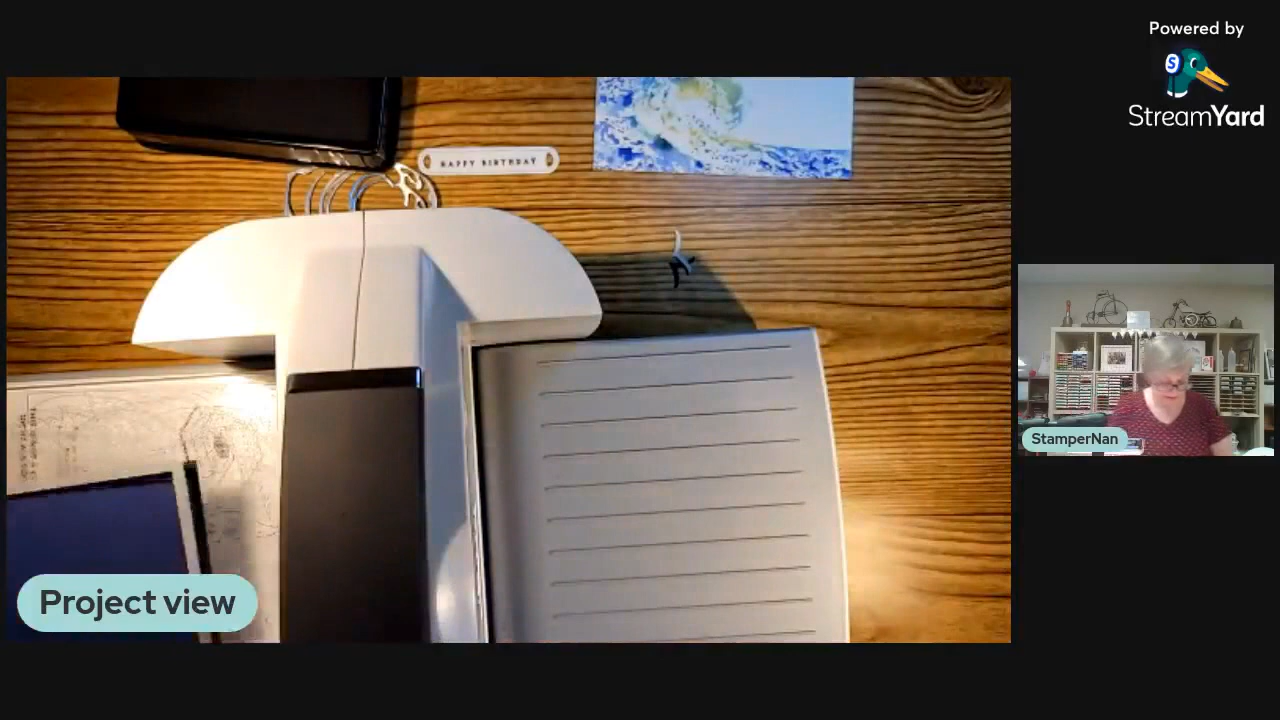 Powered by
S
StreamYard
HAPPY BIRTHDAY
StamperNan
Project view